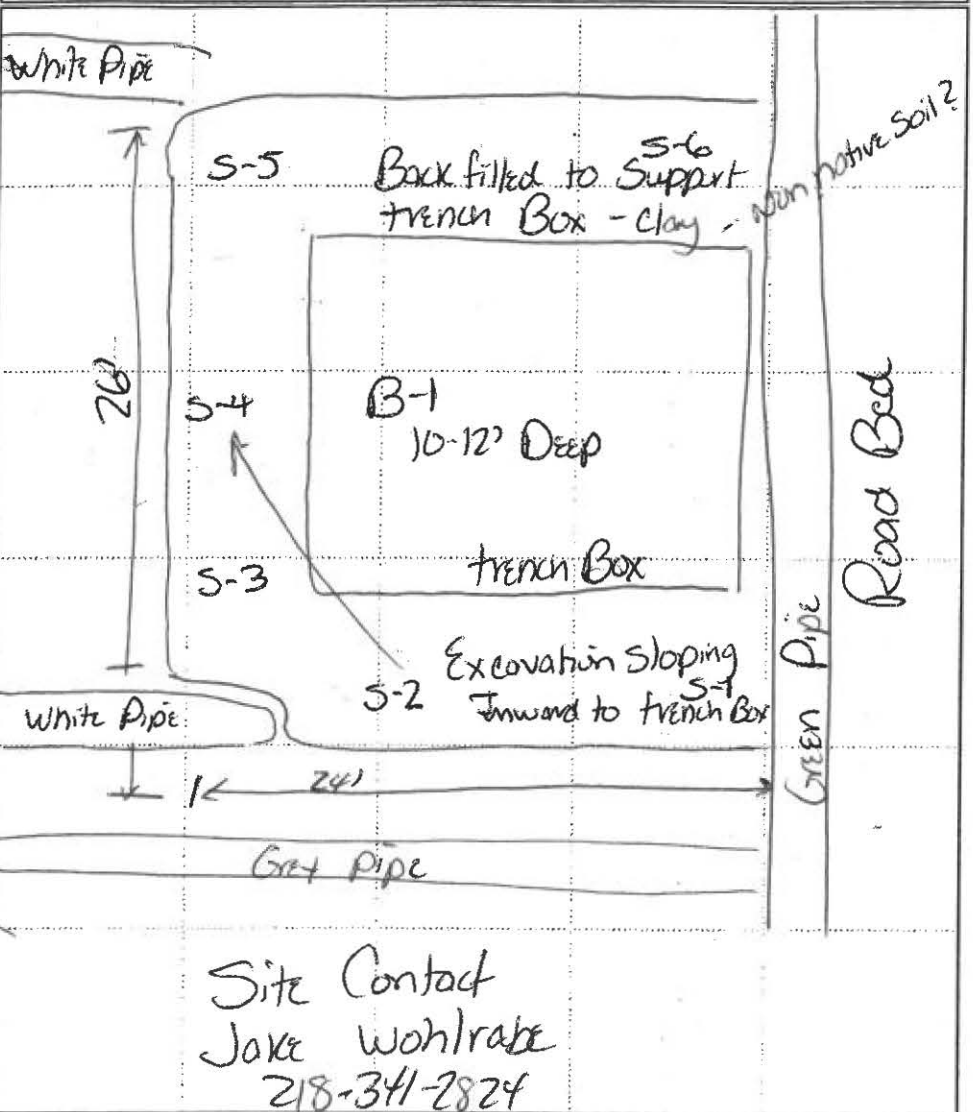 White Pipe
S-5
S-6
Back filled to Support
trench Box - Clay - Non native Soil?
26'
S-4
B-1
10-12' Deep
Road Bed
S-3
trench Box
Excavation Sloping
S-2
S-1
Inward to trench Box
White Pipe
Green Pipe
24'
Grey Pipe
Site Contact
Jake Wohlrabe
218-341-2824